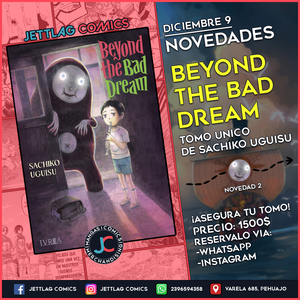 JETTLAG COMICS
Beyond
the Bad
Dream
SACHIKO
UGUISU
JC
DICIEMBRE 9
NOVEDADES
BEYOND
THE BAD
DREAM
TOMO UNICO
DE SACHIKO UGUISU
NOVEDAD 2
¡ASEGURA TU TOMO!
PRECIO: 1500$
RESERVALO VIA:
-WHATSAPP
-INSTAGRAM
JETTLAG COMICS
JETTLAG COMICS
2396594358
VARELA 685, PEHUAJO